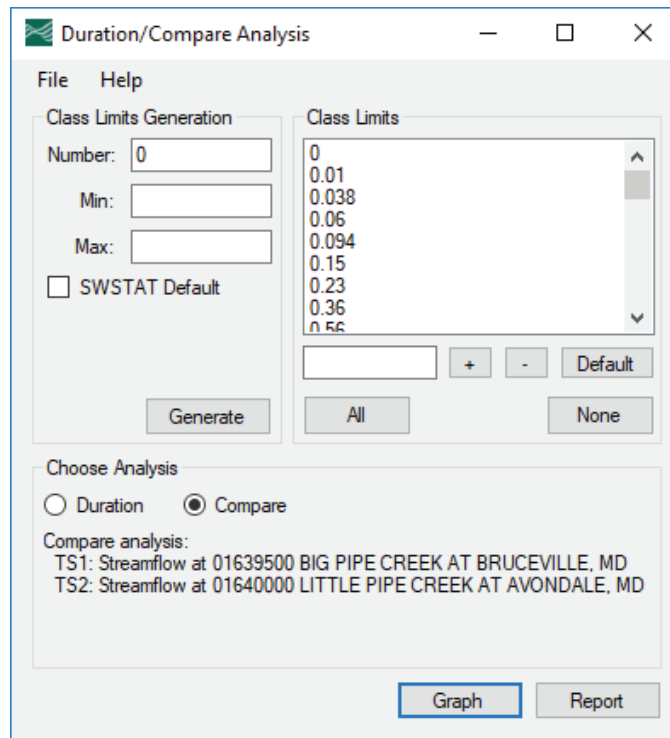 Duration/Compare Analysis
File Help
Class Limits Generation
Number: 0
Min:
Max:
SWSTAT Default
Generate
Class Limits
0
0.01
0.038
0.06
0.094
0.15
0.23
0.36
0.56
+ - Default
All None
Choose Analysis
Duration Compare
Compare analysis:
TS1: Streamflow at 01639500 BIG PIPE CREEK AT BRUCEVILLE, MD
TS2: Streamflow at 01640000 LITTLE PIPE CREEK AT AVONDALE, MD
Graph Report